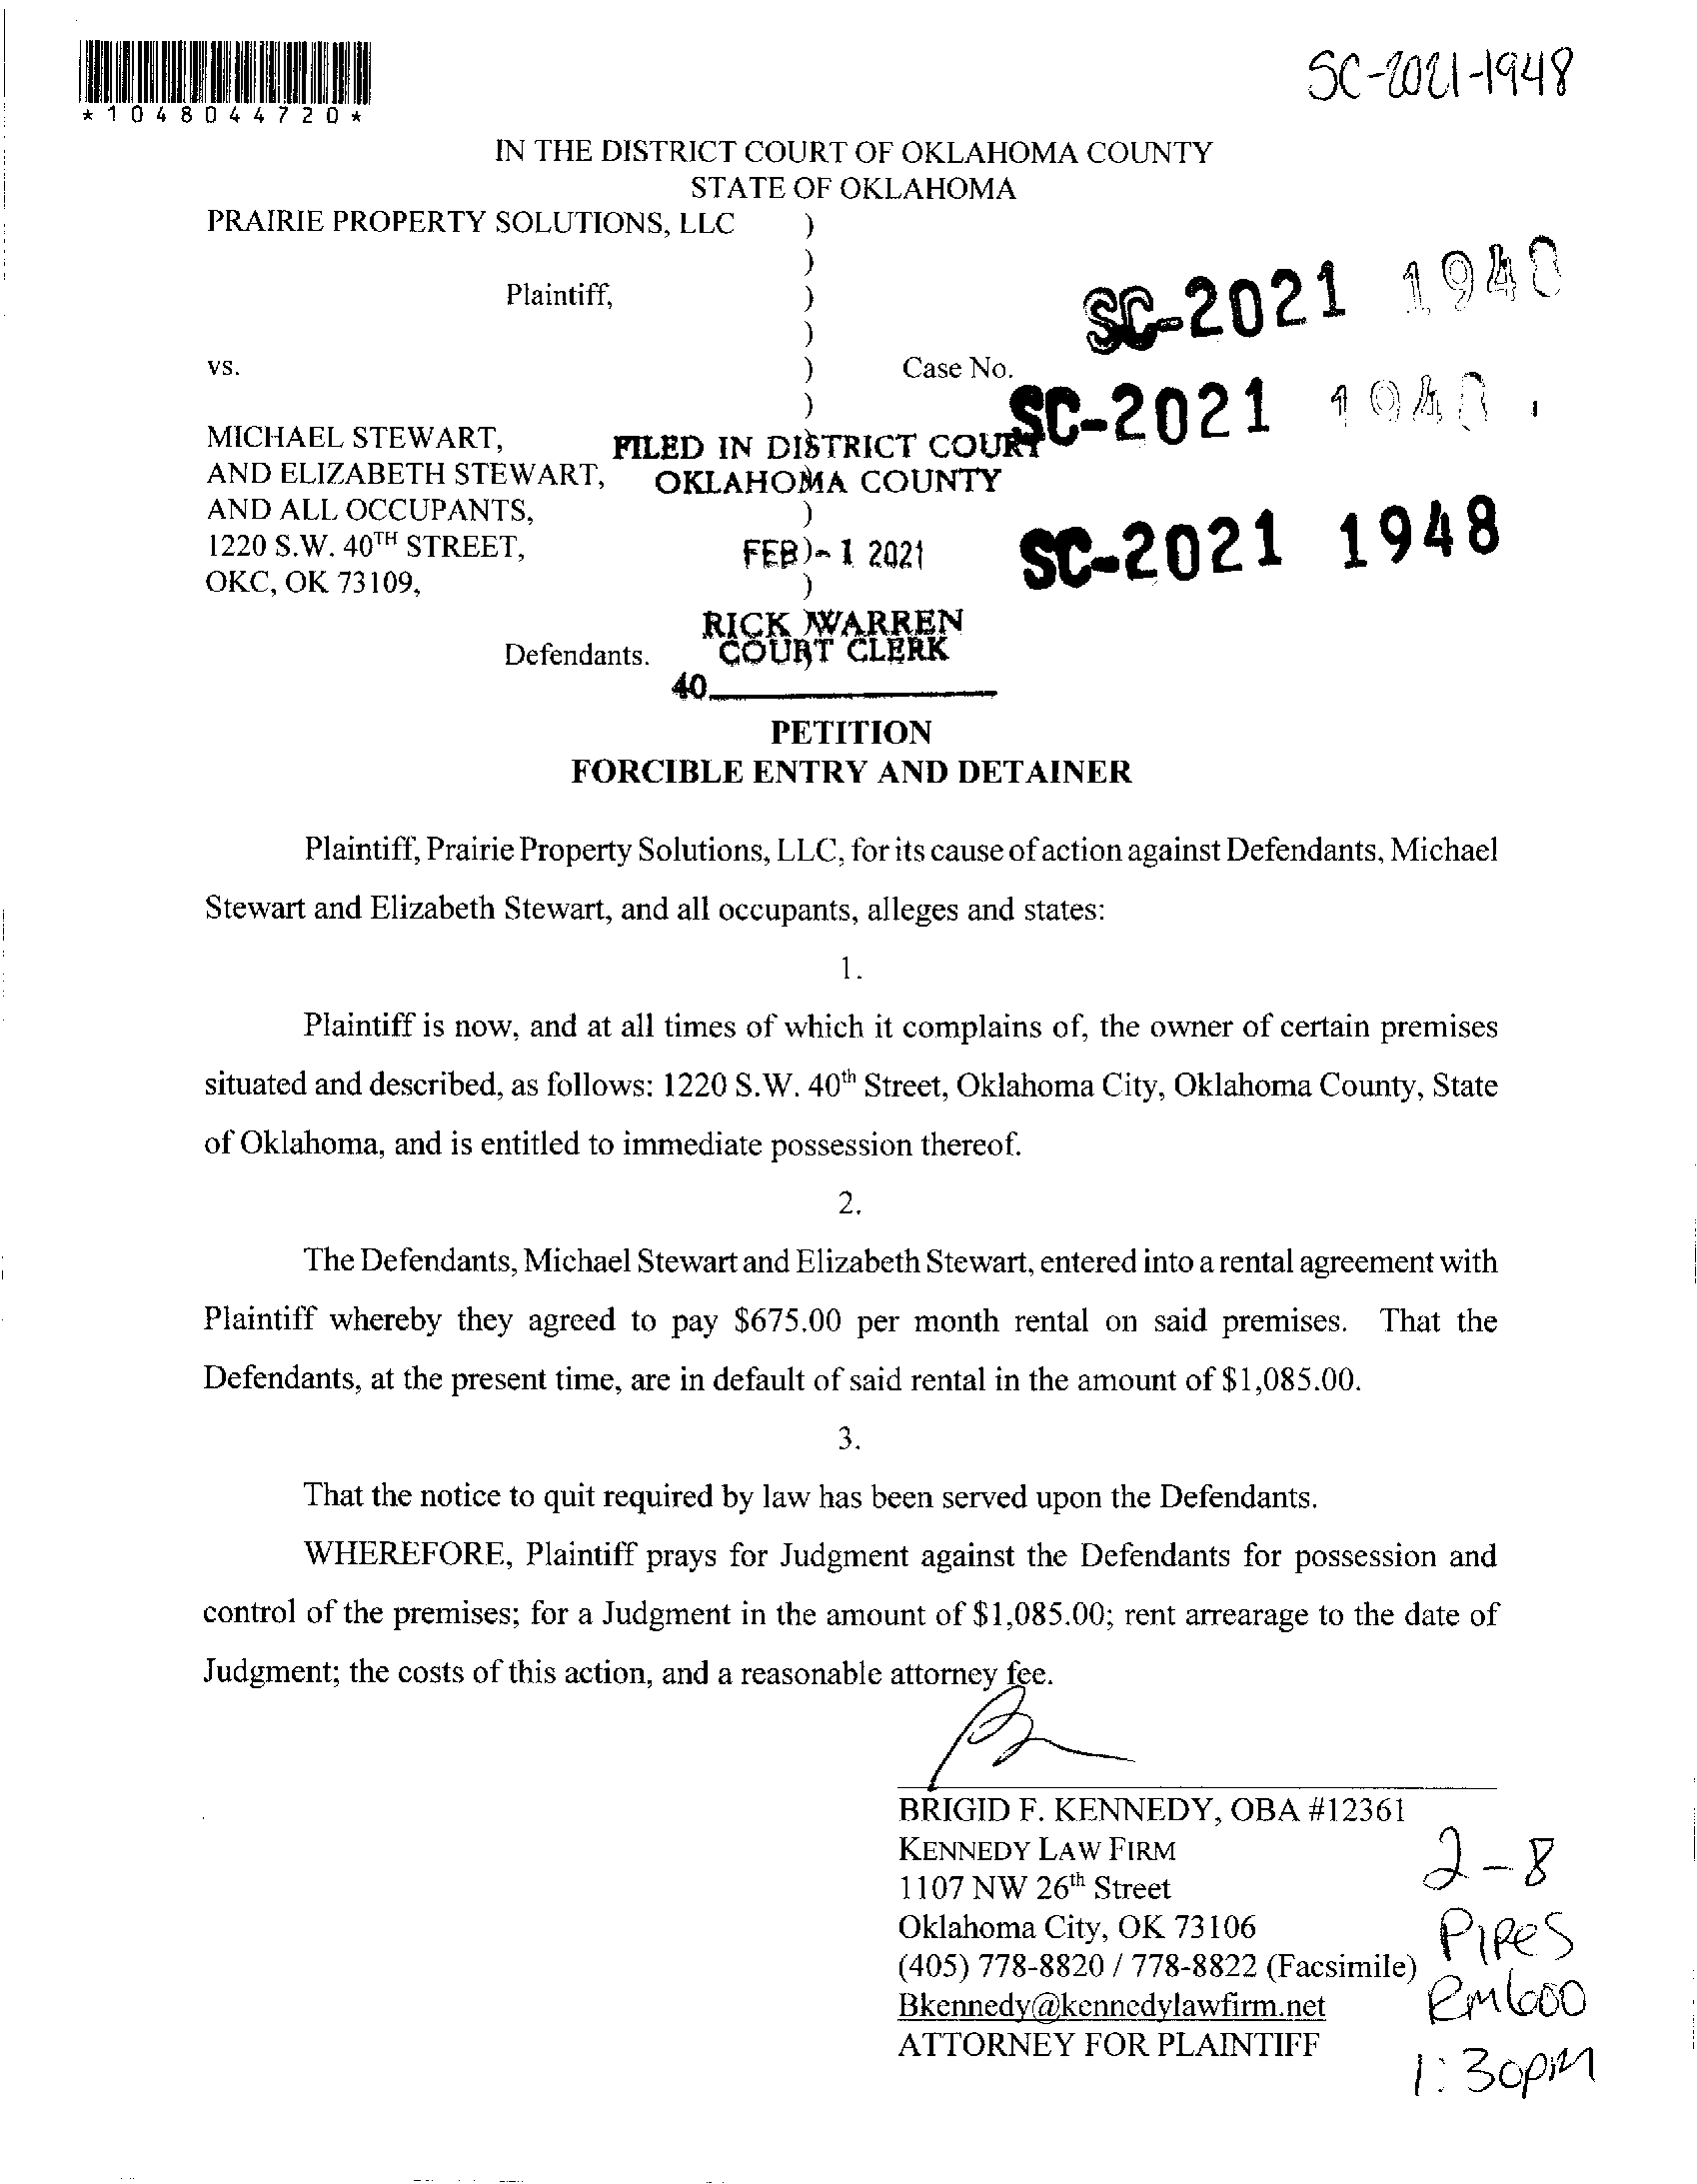 SC-2021-1948
*1048044720*
IN THE DISTRICT COURT OF OKLAHOMA COUNTY
STATE OF OKLAHOMA
PRAIRIE PROPERTY SOLUTIONS, LLC )
)
Plaintiff, )
)
SC-2021 1948
vs. ) Case No.
)
SC-2021
MICHAEL STEWART,
FILED IN DISTRICT COURT
AND ELIZABETH STEWART,
OKLAHOMA COUNTY
AND ALL OCCUPANTS, )
1220 S.W. 40TH STREET,
FEB - 1 2021
SC-2021 1948
OKC, OK 73109, )
RICK WARREN
COURT CLERK
Defendants.
40
PETITION
FORCIBLE ENTRY AND DETAINER
Plaintiff, Prairie Property Solutions, LLC, for its cause of action against Defendants, Michael
Stewart and Elizabeth Stewart, and all occupants, alleges and states:
1.
Plaintiff is now, and at all times of which it complains of, the owner of certain premises
situated and described, as follows: 1220 S.W. 40th Street, Oklahoma City, Oklahoma County, State
of Oklahoma, and is entitled to immediate possession thereof.
2.
The Defendants, Michael Stewart and Elizabeth Stewart, entered into a rental agreement with
Plaintiff whereby they agreed to pay $675.00 per month rental on said premises. That the
Defendants, at the present time, are in default of said rental in the amount of $1,085.00.
3.
That the notice to quit required by law has been served upon the Defendants.
WHEREFORE, Plaintiff prays for Judgment against the Defendants for possession and
control of the premises; for a Judgment in the amount of $1,085.00; rent arrearage to the date of
Judgment; the costs of this action, and a reasonable attorney fee.
BRIGID F. KENNEDY, OBA #12361
KENNEDY LAW FIRM
1107 NW 26th Street
Oklahoma City, OK 73106
(405) 778-8820 / 778-8822 (Facsimile)
Bkennedy@kennedylawfirm.net
ATTORNEY FOR PLAINTIFF
2-8
PIPES
RM600
1:30PM